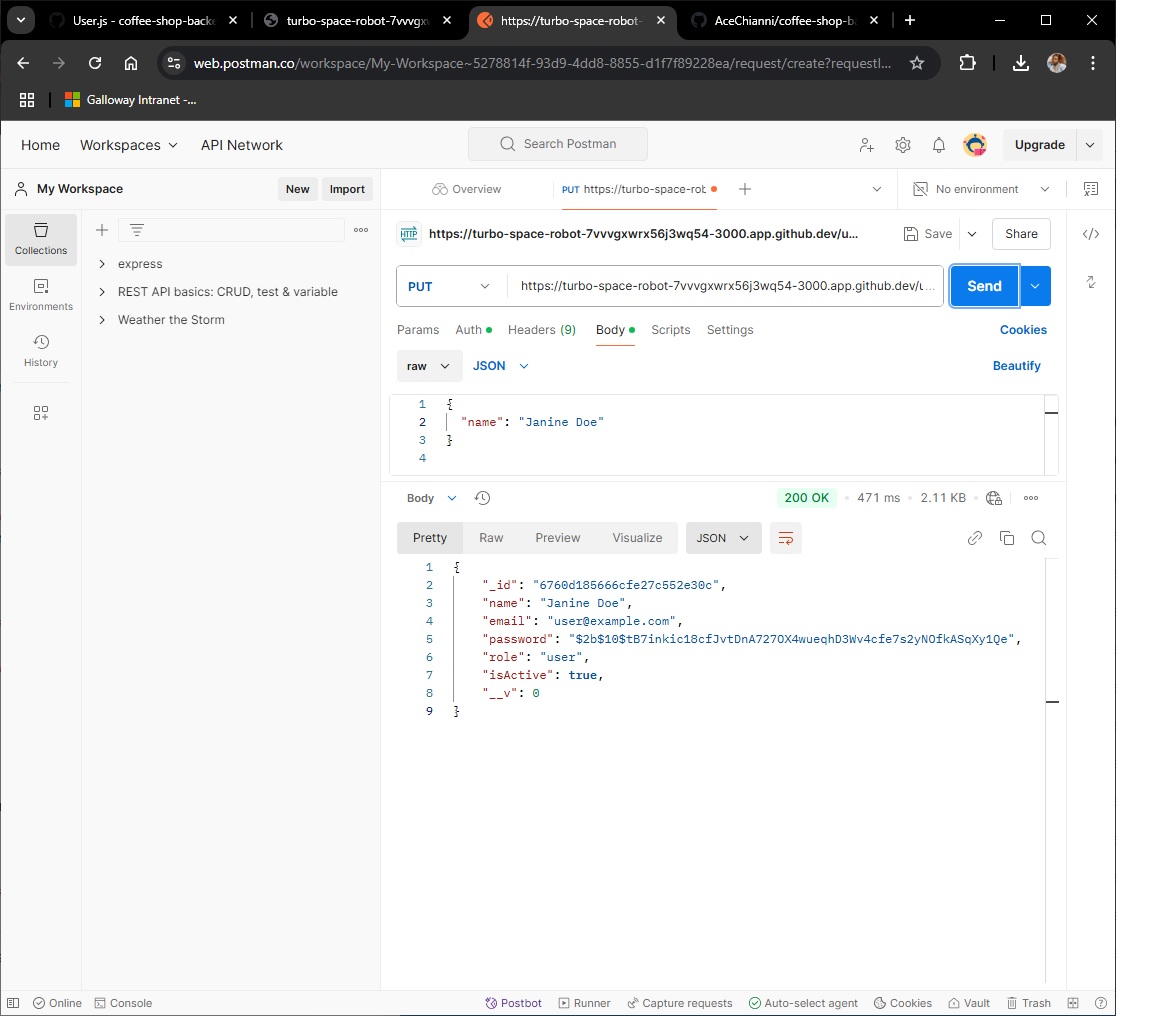 User.js - coffee-shop-backe
turbo-space-robot-7vvvgxw
https://turbo-space-robot-
AceChianni/coffee-shop-ba
web.postman.co/workspace/My-Workspace~5278814f-93d9-4dd8-8855-d1f7f89228ea/request/create?requestI...
Galloway Intranet -...
Home Workspaces API Network Search Postman Upgrade
My Workspace New Import Overview PUT https://turbo-space-rob No environment
Collections
Environments
History
express
REST API basics: CRUD, test & variable
Weather the Storm
HTTP https://turbo-space-robot-7vvvgxwrx56j3wq54-3000.app.github.dev/u... Save Share
PUT https://turbo-space-robot-7vvvgxwrx56j3wq54-3000.app.github.dev/u... Send
Params Auth Headers (9) Body Scripts Settings Cookies
raw JSON Beautify
1 {
2 "name": "Janine Doe"
3 }
4
Body 200 OK 471 ms 2.11 KB
Pretty Raw Preview Visualize JSON
1 {
2 "_id": "6760d185666cfe27c552e30c",
3 "name": "Janine Doe",
4 "email": "user@example.com",
5 "password": "$2b$10$tB7inkic18cfJvtDnA727OX4wueqhD3Wv4cfe7s2yNOfkASqXy1Qe",
6 "role": "user",
7 "isActive": true,
8 "__v": 0
9 }
Online Console Postbot Runner Capture requests Auto-select agent Cookies Vault Trash